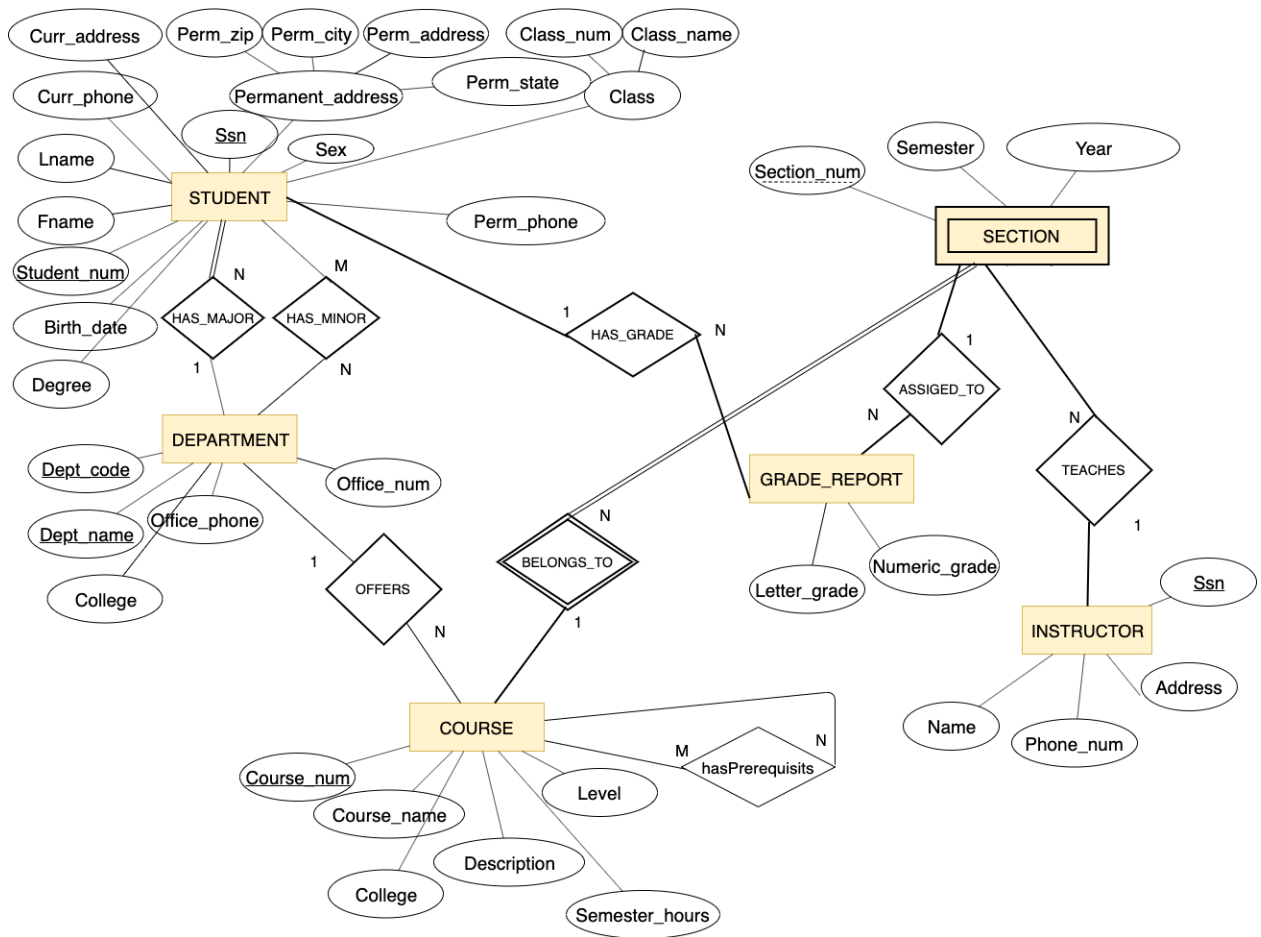 Curr_address
Perm_zip
Perm_city
Perm_address
Class_num
Class_name
Curr_phone
Permanent_address
Perm_state
Class
Ssn
Sex
Lname
STUDENT
Fname
Perm_phone
Student_num
Birth_date
Degree
N
M
HAS_MAJOR
HAS_MINOR
1
N
1
HAS_GRADE
N
Section_num
Semester
Year
SECTION
1
ASSIGED_TO
N
N
TEACHES
1
DEPARTMENT
Dept_code
Office_num
Dept_name
Office_phone
College
GRADE_REPORT
Letter_grade
Numeric_grade
1
OFFERS
N
N
BELONGS_TO
1
Ssn
INSTRUCTOR
Address
Name
Phone_num
COURSE
M
N
hasPrerequisits
Course_num
Course_name
Level
Description
College
Semester_hours